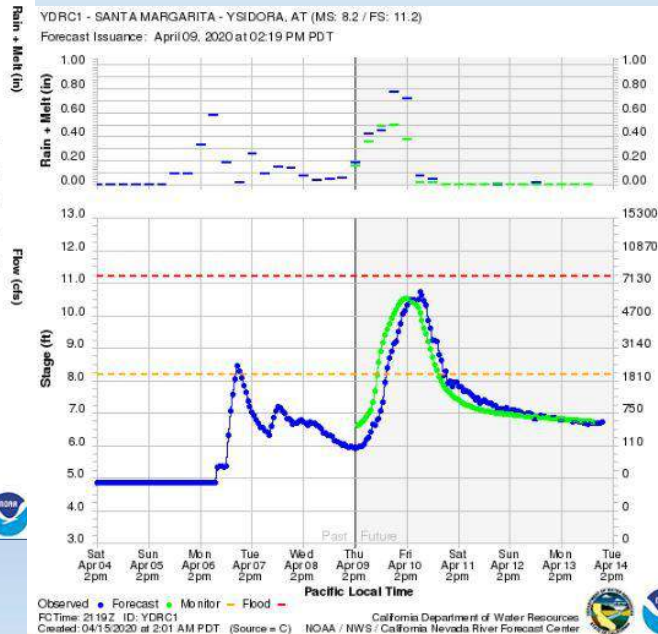 YDRC1 - SANTA MARGARITA - YSIDORA, AT (MS: 8.2 / FS: 11.2)
Forecast Issuance: April 09, 2020 at 02:19 PM PDT
Rain + Melt (in)
Flow (cfs)
Rain + Melt (in)
1.00 1.00
0.80 0.80
0.60 0.60
0.40 0.40
0.20 0.20
0.00 0.00
Stage (ft)
13.0 15300
12.0 10870
11.0 7130
10.0 4700
9.0 3140
8.0 1810
7.0 750
6.0 110
5.0 0
4.0 0
3.0 0
Past Future
Sat Sun Mon Tue Wed Thu Fri Sat Sun Mon Tue
Apr 04 Apr 05 Apr 06 Apr 07 Apr 08 Apr 09 Apr 10 Apr 11 Apr 12 Apr 13 Apr 14
2pm 2pm 2pm 2pm 2pm 2pm 2pm 2pm 2pm 2pm 2pm
Pacific Local Time
Observed Forecast Monitor Flood
FCTime: 2119Z ID: YDRC1 California Department of Water Resources
Created: 04/15/2020 at 2:01 AM PDT (Source = C) NOAA / NWS / California Nevada River Forecast Center
NOAA